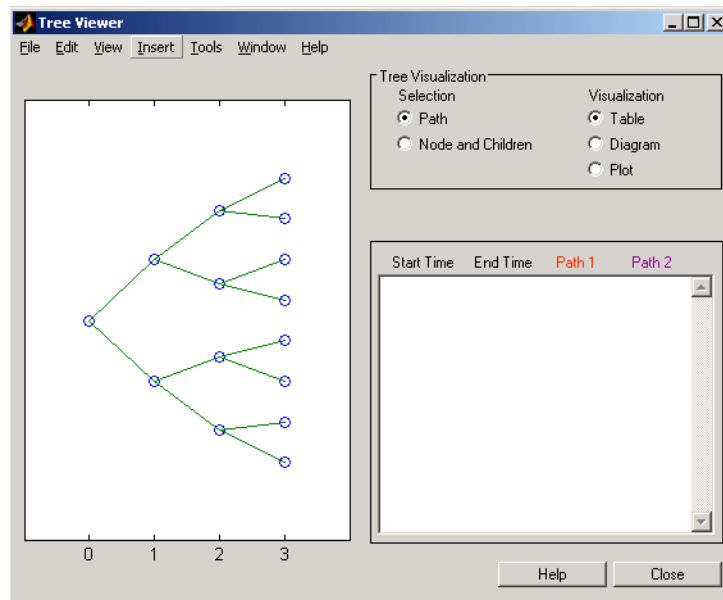 Tree Viewer
File Edit View Insert Tools Window Help
Tree Visualization
Selection Visualization
Path Table
Node and Children Diagram
Plot
Start Time End Time Path 1 Path 2
0 1 2 3
Help Close